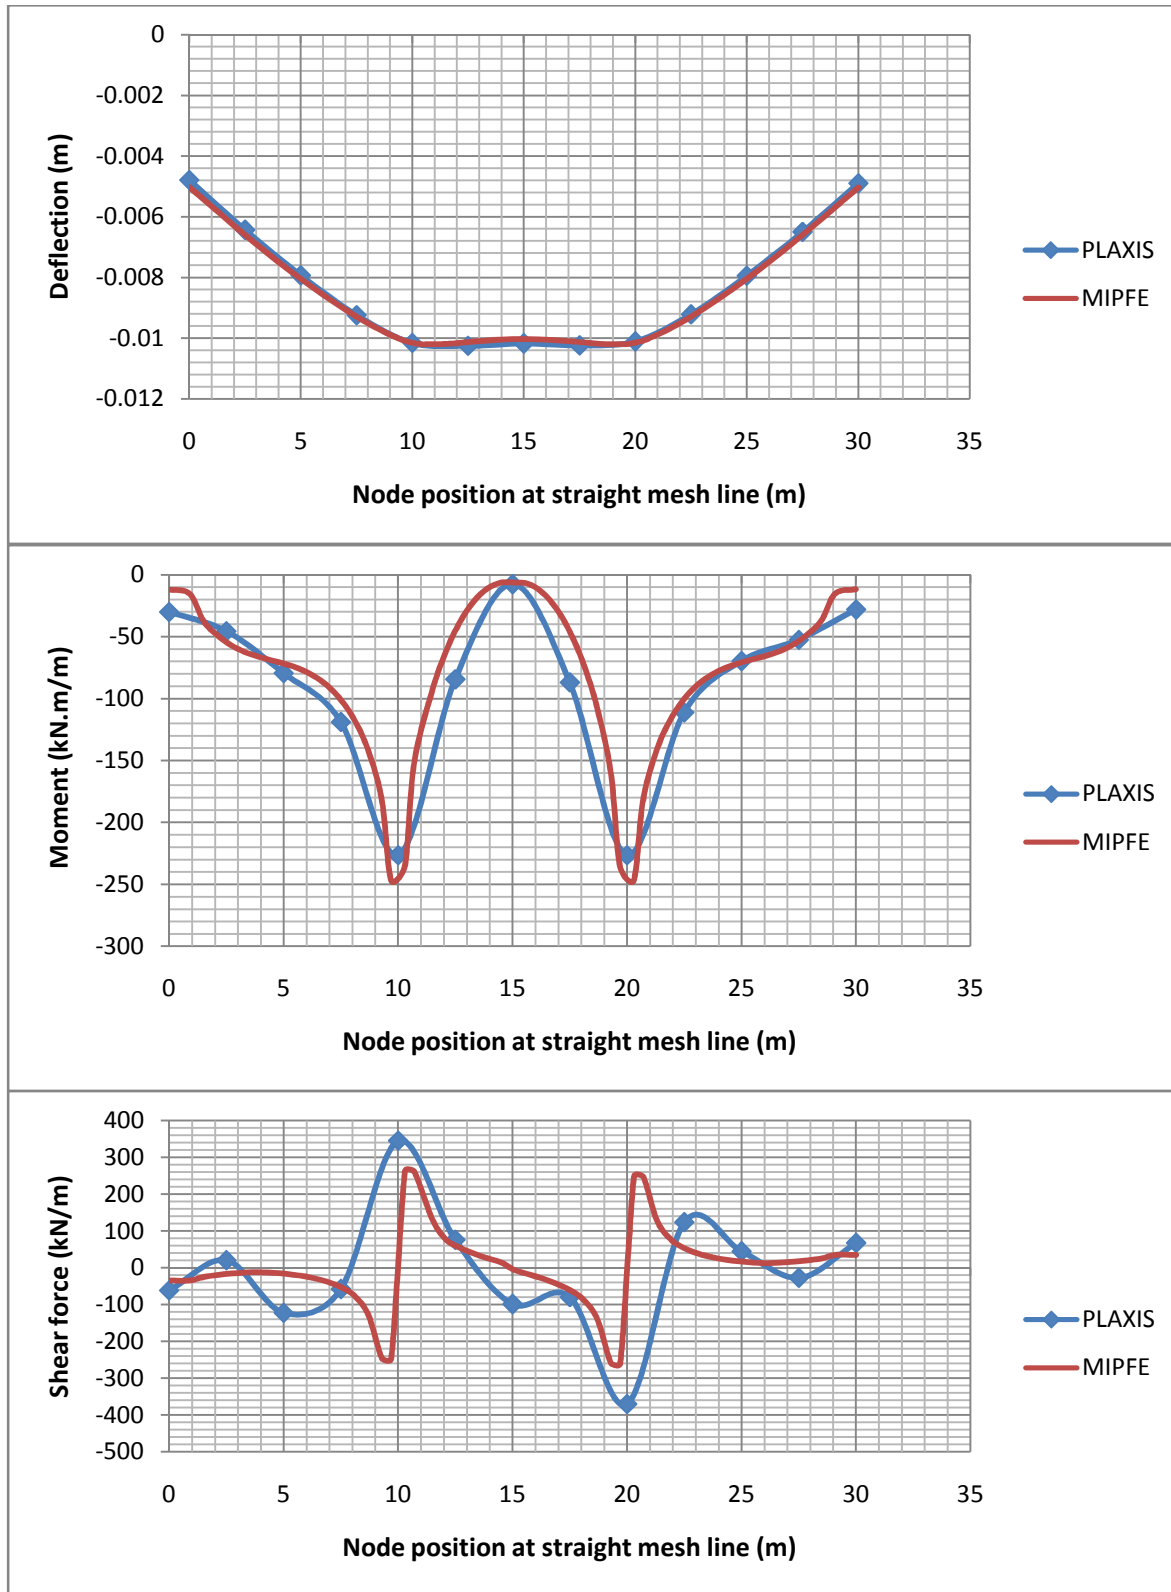 0
-0.002
-0.004
-0.006
-0.008
-0.01
-0.012
Deflection (m)
0 5 10 15 20 25 30 35
Node position at straight mesh line (m)
PLAXIS
MIPFE
0
-50
-100
-150
-200
-250
-300
Moment (kN.m/m)
0 5 10 15 20 25 30 35
Node position at straight mesh line (m)
PLAXIS
MIPFE
400
300
200
100
0
-100
-200
-300
-400
-500
Shear force (kN/m)
0 5 10 15 20 25 30 35
Node position at straight mesh line (m)
PLAXIS
MIPFE